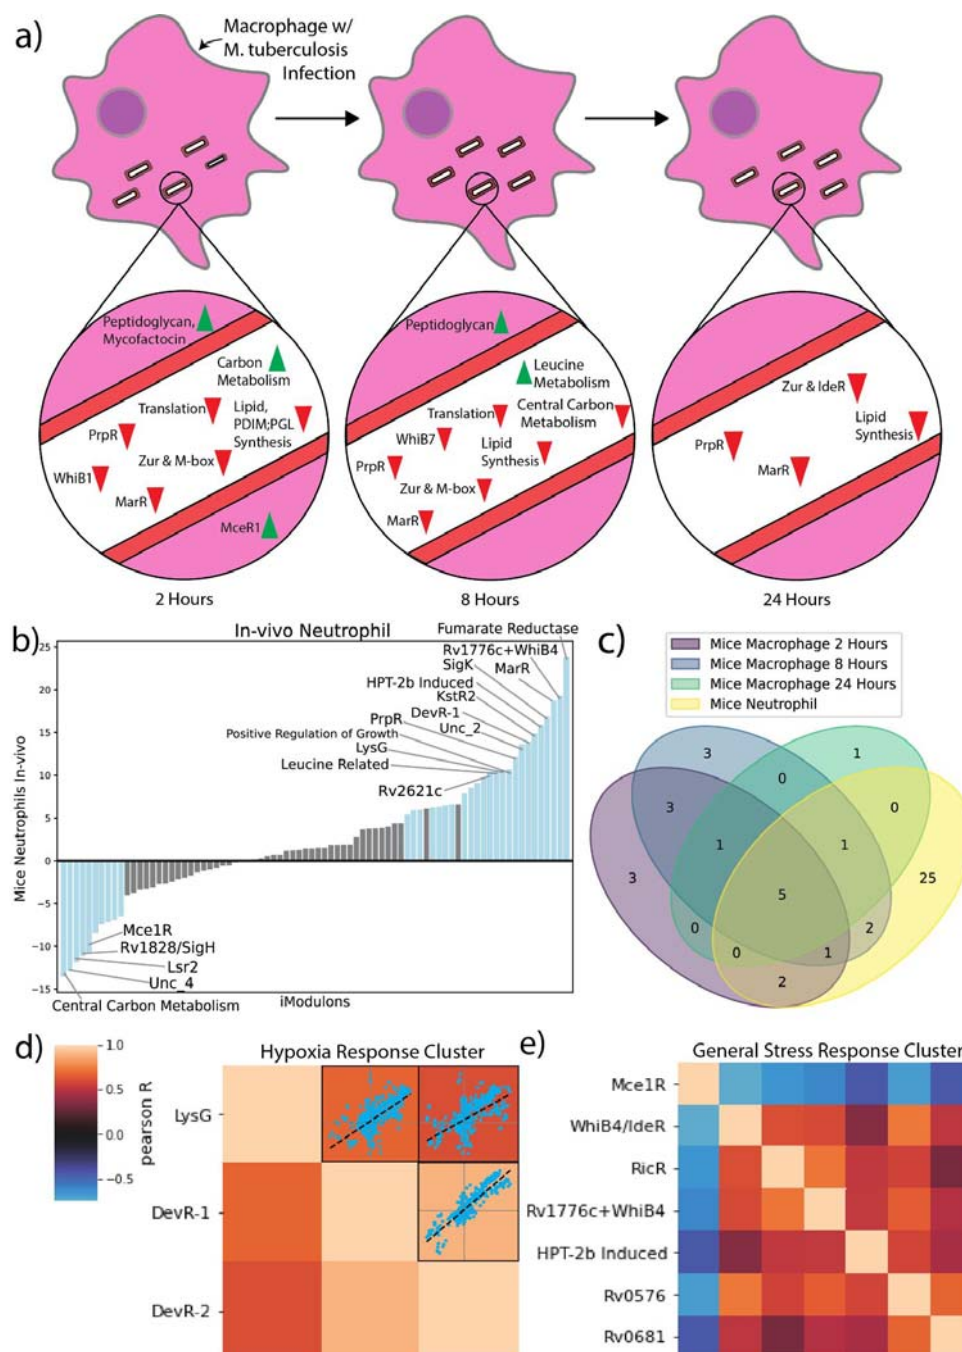 a)
Macrophage w/
M. tuberculosis
Infection
Peptidoglycan,
Mycofactocin
Carbon
Metabolism
Translation
Lipid,
PDIM;PGL
Synthesis
PrpR
Zur & M-box
WhiB1
MarR
MceR1
2 Hours
Peptidoglycan
Leucine
Metabolism
Translation
Central Carbon
Metabolism
WhiB7
Lipid
Synthesis
PrpR
Zur & M-box
MarR
8 Hours
Zur & IdeR
Lipid
Synthesis
PrpR
MarR
24 Hours
b)
In-vivo Neutrophil
Mice Neutrophils In-vivo
25
20
15
10
5
0
−5
−10
−15
Fumarate Reductase
Rv1776c+WhiB4
SigK
MarR
HPT-2b Induced
KstR2
DevR-1
PrpR
Unc_2
Positive Regulation of Growth
LysG
Leucine Related
Rv2621c
Mce1R
Rv1828/SigH
Lsr2
Unc_4
Central Carbon Metabolism
iModulons
c)
Mice Macrophage 2 Hours
Mice Macrophage 8 Hours
Mice Macrophage 24 Hours
Mice Neutrophil
3
1
0
3
0
1
1
3
5
25
0
2
0
1
2
d)
1.0
0.5
0.0
−0.5
pearson R
Hypoxia Response Cluster
LysG
DevR-1
DevR-2
e)
General Stress Response Cluster
Mce1R
WhiB4/IdeR
RicR
Rv1776c+WhiB4
HPT-2b Induced
Rv0576
Rv0681